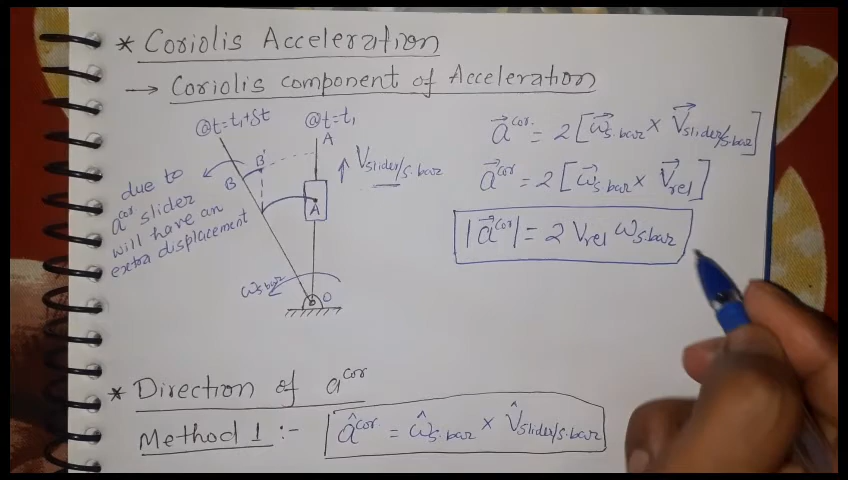 * Coriolis Acceleration
→ Coriolis component of Acceleration
@t=t₁+δt
@t=t₁
A
B'
B
A
O
↑ Vslider/s.bar
ωs.bar
due to
aᶜᵒʳ slider
will have an
extra displacement
a⃗ᶜᵒʳ = 2 [ω⃗s.bar × V⃗slider/s.bar]
a⃗ᶜᵒʳ = 2 [ω⃗s.bar × V⃗rel]
|a⃗ᶜᵒʳ| = 2 Vrel ωs.bar
* Direction of aᶜᵒʳ
Method 1 :- âᶜᵒʳ = ω̂s.bar × V̂slider/s.bar